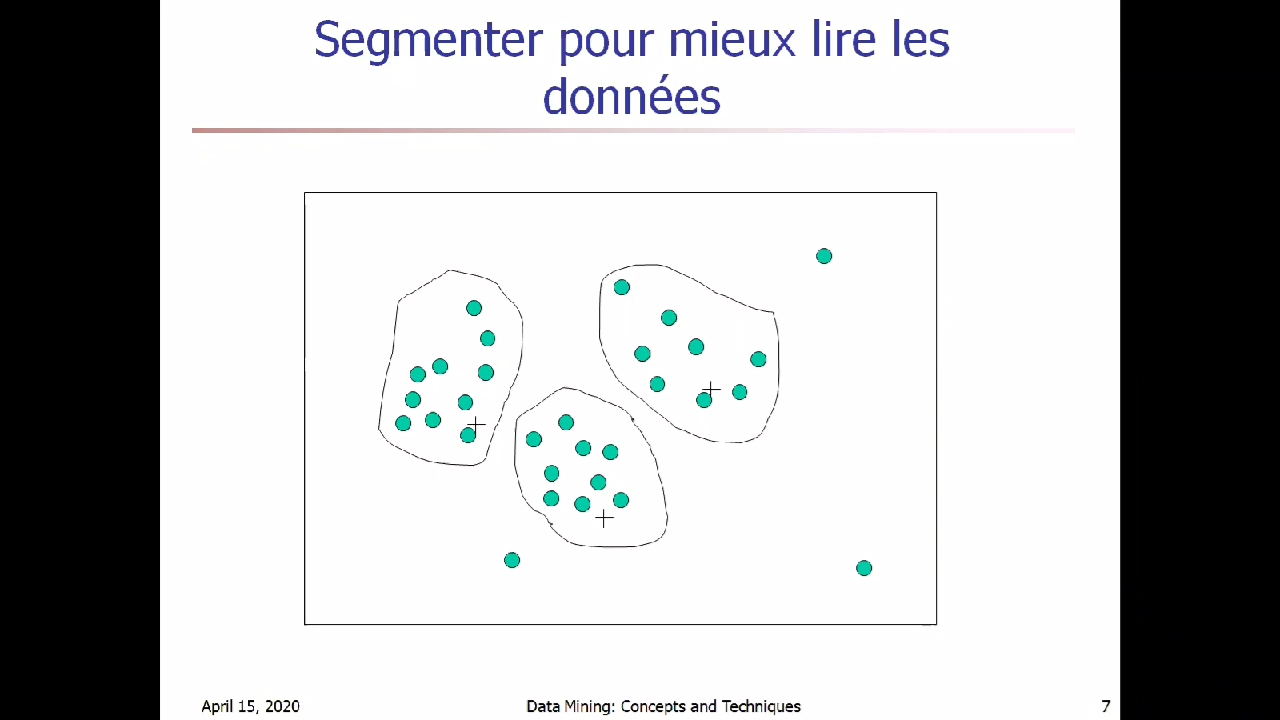 Segmenter pour mieux lire les
données
April 15, 2020
Data Mining: Concepts and Techniques
7